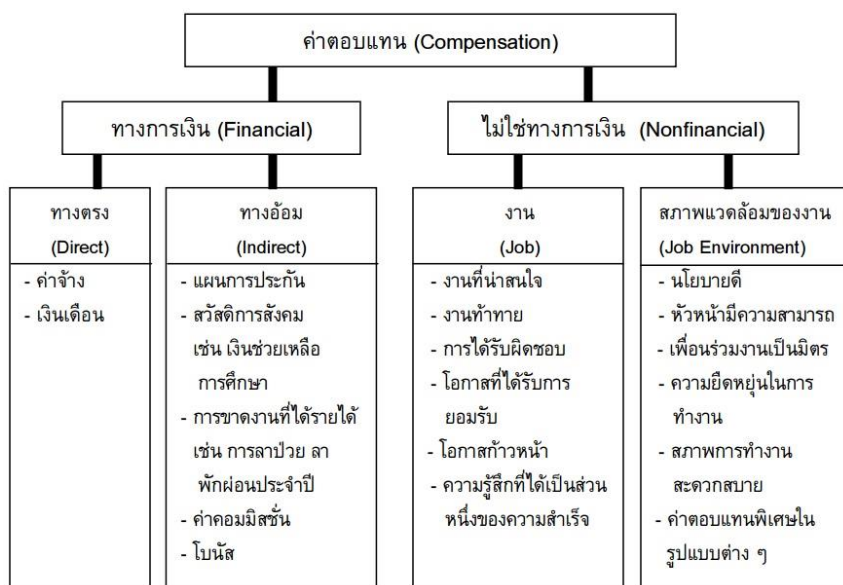 ค่าตอบแทน (Compensation)
ทางการเงิน (Financial)
ไม่ใช่ทางการเงิน (Nonfinancial)
ทางตรง
(Direct)
- ค่าจ้าง
- เงินเดือน
ทางอ้อม
(Indirect)
- แผนการประกัน
- สวัสดิการสังคม
เช่น เงินช่วยเหลือ
การศึกษา
- การขาดงานที่ได้รายได้
เช่น การลาป่วย ลา
พักผ่อนประจำปี
- ค่าคอมมิสชั่น
- โบนัส
งาน
(Job)
- งานที่น่าสนใจ
- งานท้าทาย
- การได้รับผิดชอบ
- โอกาสที่ได้รับการ
ยอมรับ
- โอกาสก้าวหน้า
- ความรู้สึกที่ได้เป็นส่วน
หนึ่งของความสำเร็จ
สภาพแวดล้อมของงาน
(Job Environment)
- นโยบายดี
- หัวหน้ามีความสามารถ
- เพื่อนร่วมงานเป็นมิตร
- ความยืดหยุ่นในการ
ทำงาน
- สภาพการทำงาน
สะดวกสบาย
- ค่าตอบแทนพิเศษใน
รูปแบบต่าง ๆ